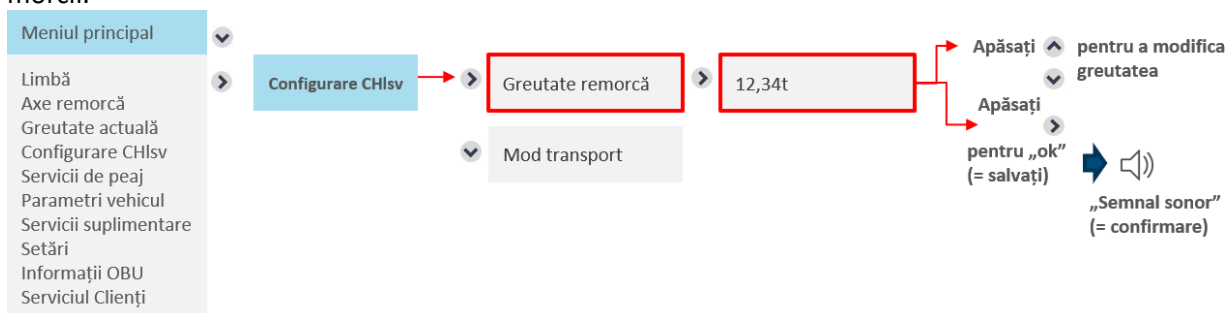 Meniul principal
Limbă
Axe remorcă
Greutate actuală
Configurare CHlsv
Servicii de peaj
Parametri vehicul
Servicii suplimentare
Setări
Informații OBU
Serviciul Clienți
Configurare CHlsv
Greutate remorcă
Mod transport
12,34t
Apăsați
pentru a modifica
greutatea
Apăsați
pentru „ok”
(= salvați)
„Semnal sonor”
(= confirmare)